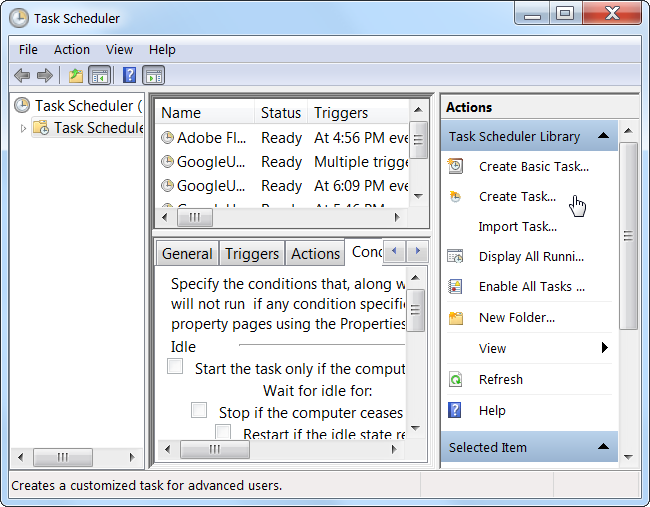 Task Scheduler
File Action View Help
Task Scheduler (
Task Schedule
Name Status Triggers
Adobe Fl... Ready At 4:56 PM eve
GoogleU... Ready Multiple trigge
GoogleU... Ready At 6:09 PM eve
General Triggers Actions Conc
Specify the conditions that, along w
will not run if any condition specifie
property pages using the Properties
Idle
Start the task only if the comput
Wait for idle for:
Stop if the computer ceases
Restart if the idle state re
Actions
Task Scheduler Library
Create Basic Task...
Create Task...
Import Task...
Display All Runni...
Enable All Tasks ...
New Folder...
View
Refresh
Help
Selected Item
Creates a customized task for advanced users.